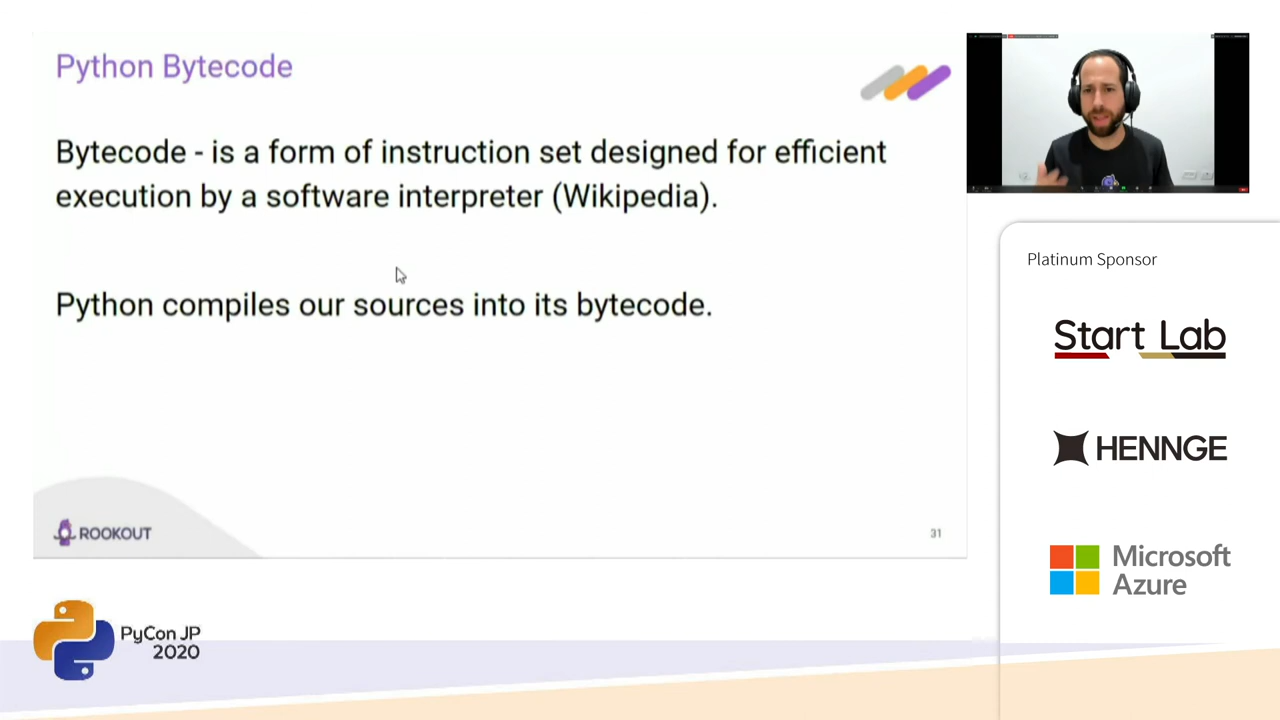 Python Bytecode
Bytecode - is a form of instruction set designed for efficient
execution by a software interpreter (Wikipedia).
Python compiles our sources into its bytecode.
ROOKOUT
31
Platinum Sponsor
Start Lab
HENNGE
Microsoft
Azure
PyCon JP
2020